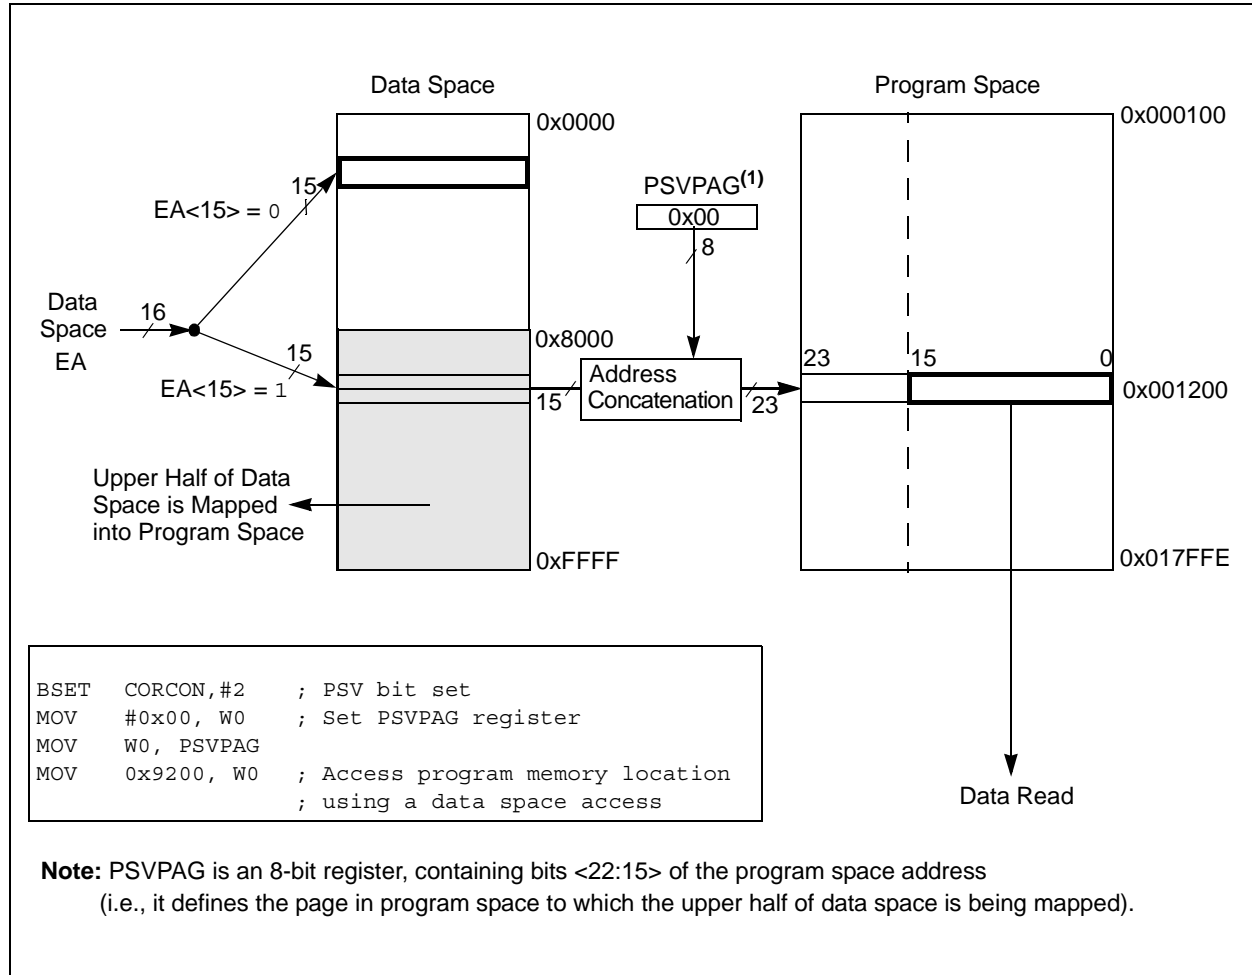 Data Space
Program Space
0x0000
0x000100
15
PSVPAG(1)
EA<15> = 0
0x00
8
Data
Space
EA
16
0x8000
15
23
15
0
EA<15> = 1
15
Address
Concatenation
23
0x001200
Upper Half of Data
Space is Mapped
into Program Space
0xFFFF
0x017FFE
BSET CORCON,#2 ; PSV bit set
MOV #0x00, W0 ; Set PSVPAG register
MOV W0, PSVPAG
MOV 0x9200, W0 ; Access program memory location
; using a data space access
Data Read
Note: PSVPAG is an 8-bit register, containing bits <22:15> of the program space address
(i.e., it defines the page in program space to which the upper half of data space is being mapped).